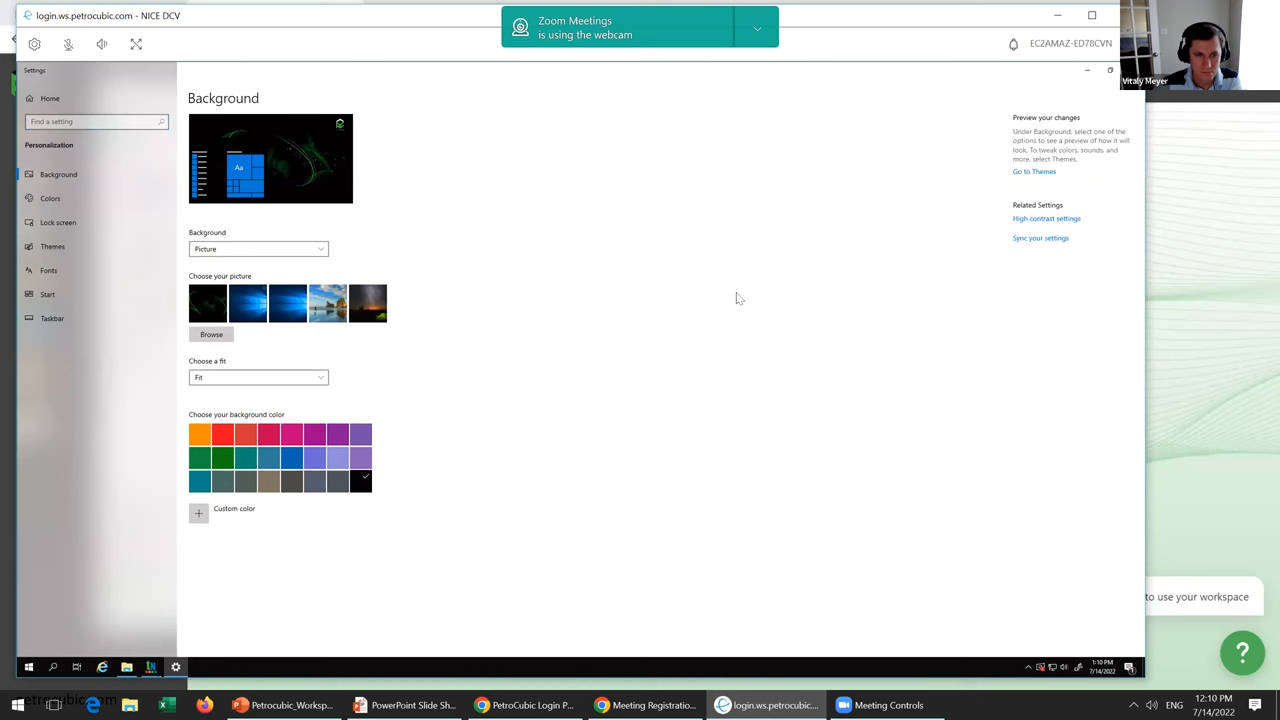 login.ws.petrocubic.com - NICE DCV
Zoom Meetings
is using the webcam
EC2AMAZ-ED78CVN
Vitaly Meyer
Settings
Home
Find a setting
Personalization
Background
Colors
Lock screen
Themes
Fonts
Start
Taskbar
Background
Aa
Background
Picture
Choose your picture
Browse
Choose a fit
Fit
Choose your background color
Custom color
Preview your changes
Under Background, select one of the
options to see a preview of how it will
look. To tweak colors, sounds, and
more, select Themes.
Go to Themes
Related Settings
High contrast settings
Sync your settings
to use your workspace
?
1:10 PM
7/14/2022
petrocubic.com
Petrocubic_Worksp...
PowerPoint Slide Sh...
PetroCubic Login P...
Meeting Registratio...
login.ws.petrocubic....
Meeting Controls
ENG
12:10 PM
7/14/2022